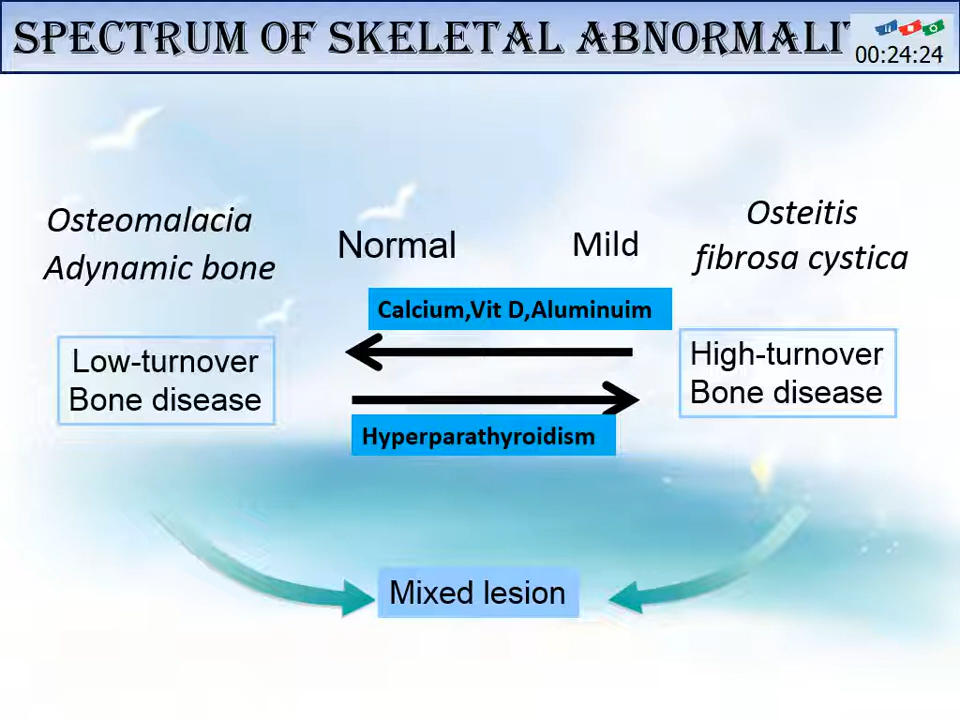 SPECTRUM OF SKELETAL ABNORMALIT
00:24:24
Osteomalacia
Adynamic bone
Normal
Mild
Osteitis
fibrosa cystica
Calcium,Vit D,Aluminuim
Low-turnover
Bone disease
High-turnover
Bone disease
Hyperparathyroidism
Mixed lesion